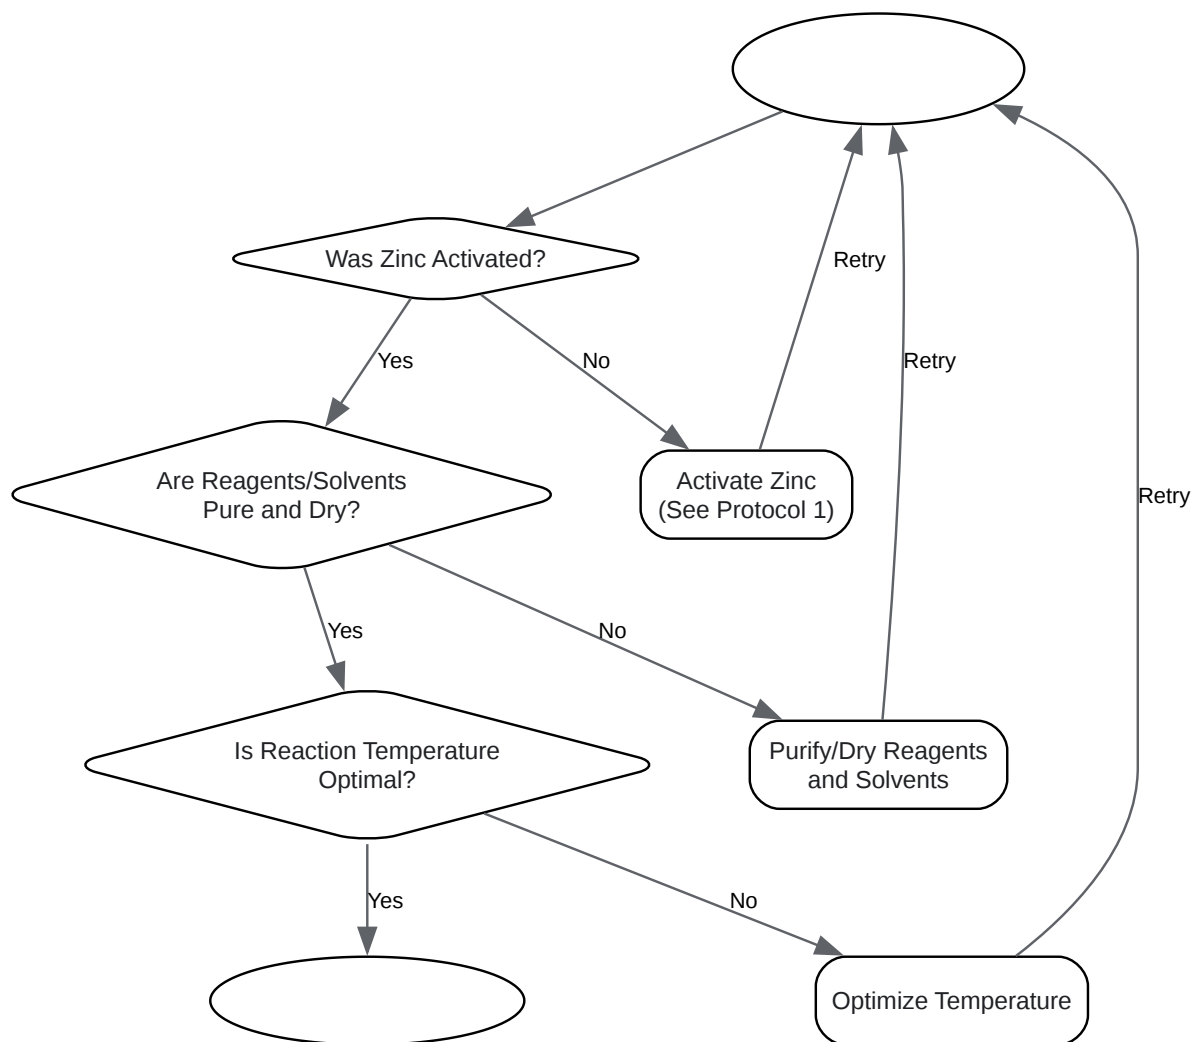 Was Zinc Activated?
Retry
Yes
No
Retry
Are Reagents/Solvents
Pure and Dry?
Activate Zinc
(See Protocol 1)
Retry
Yes
No
Is Reaction Temperature
Optimal?
Purify/Dry Reagents
and Solvents
Yes
No
Optimize Temperature